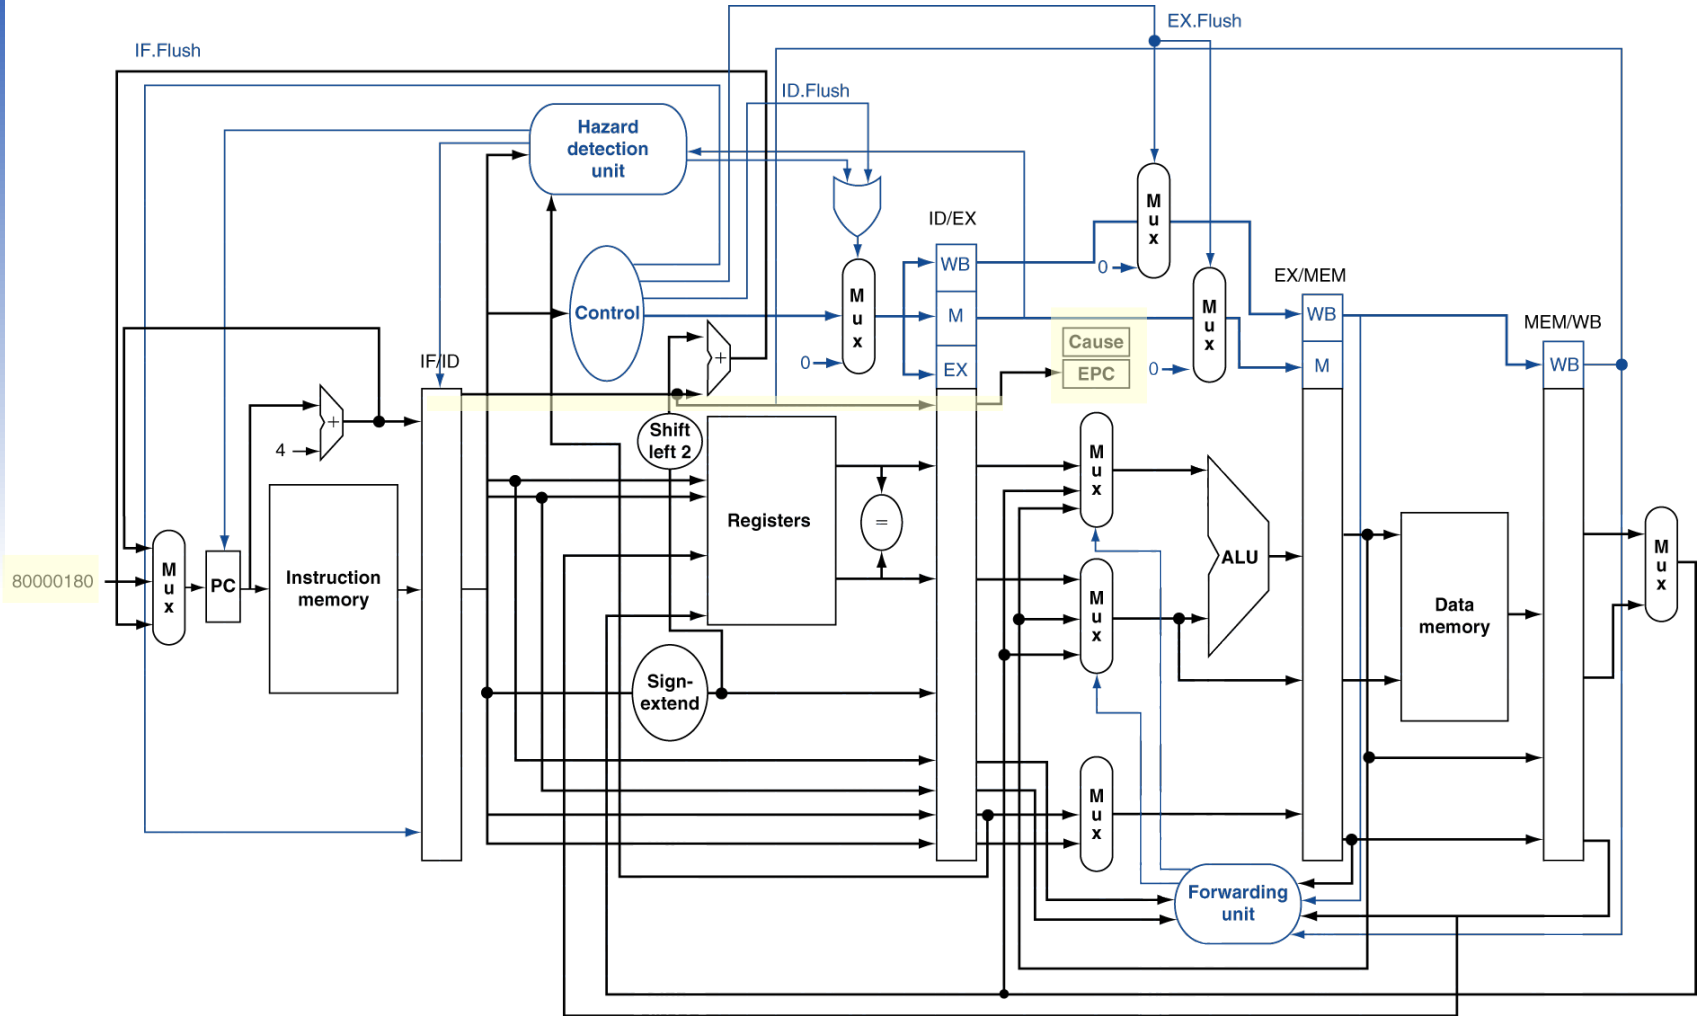 EX.Flush
IF.Flush
ID.Flush
Hazard
detection
unit
M
u
x
ID/EX
WB
0
Control
M
u
x
M
M
u
x
EX/MEM
WB
MEM/WB
Cause
+
IF/ID
0
EX
EPC
0
M
WB
+
4
Shift
left 2
M
u
x
Registers
=
80000180
M
u
x
PC
Instruction
memory
ALU
M
u
x
Data
memory
M
u
x
Sign-
extend
M
u
x
Forwarding
unit